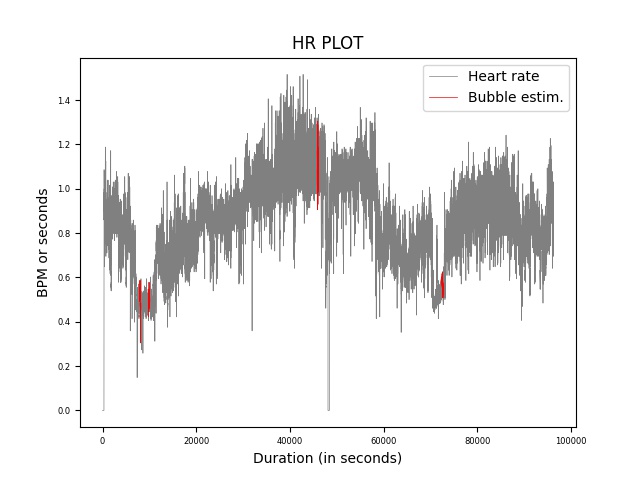 HR PLOT
Heart rate
Bubble estim.
BPM or seconds
1.4
1.2
1.0
0.8
0.6
0.4
0.2
0.0
0 20000 40000 60000 80000 100000
Duration (in seconds)